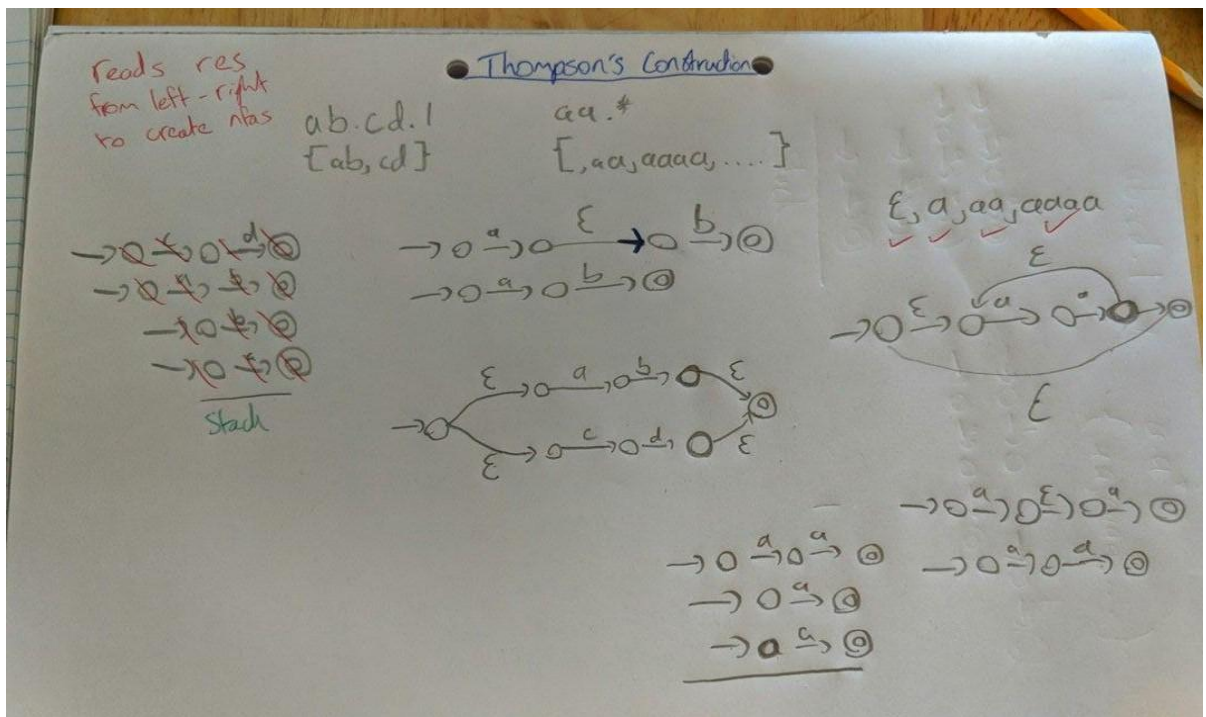 Thompson's Construction
reads res
from left-right
to create nfas
ab.cd.|
{ab, cd}
aa.*
{,aa,aaaa,....}
ε, a, aa, aaaa
ε
a b
a b
ε a b ε
ε c d ε
Stack
ε
ε a a
ε
a ε a
a a
a a
a
a